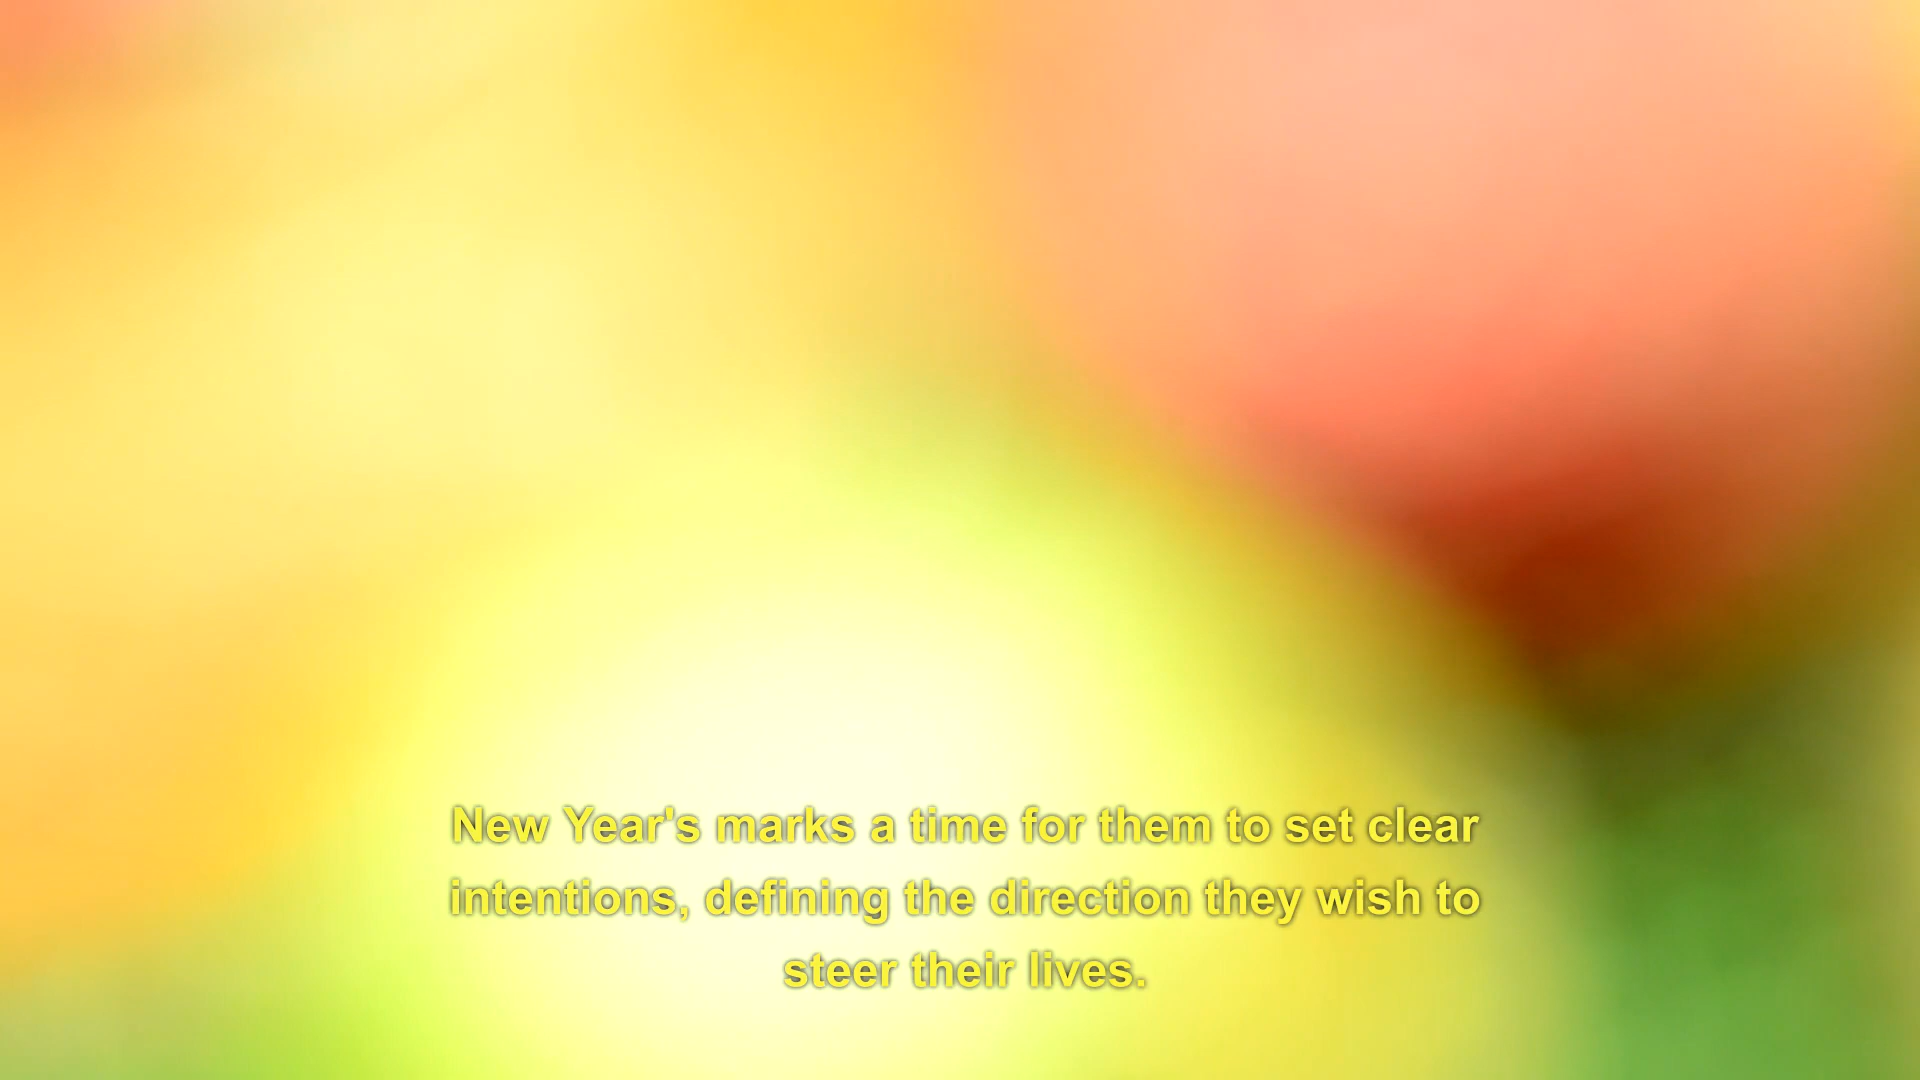 New Year's marks a time for them to set clear
intentions, defining the direction they wish to
steer their lives.